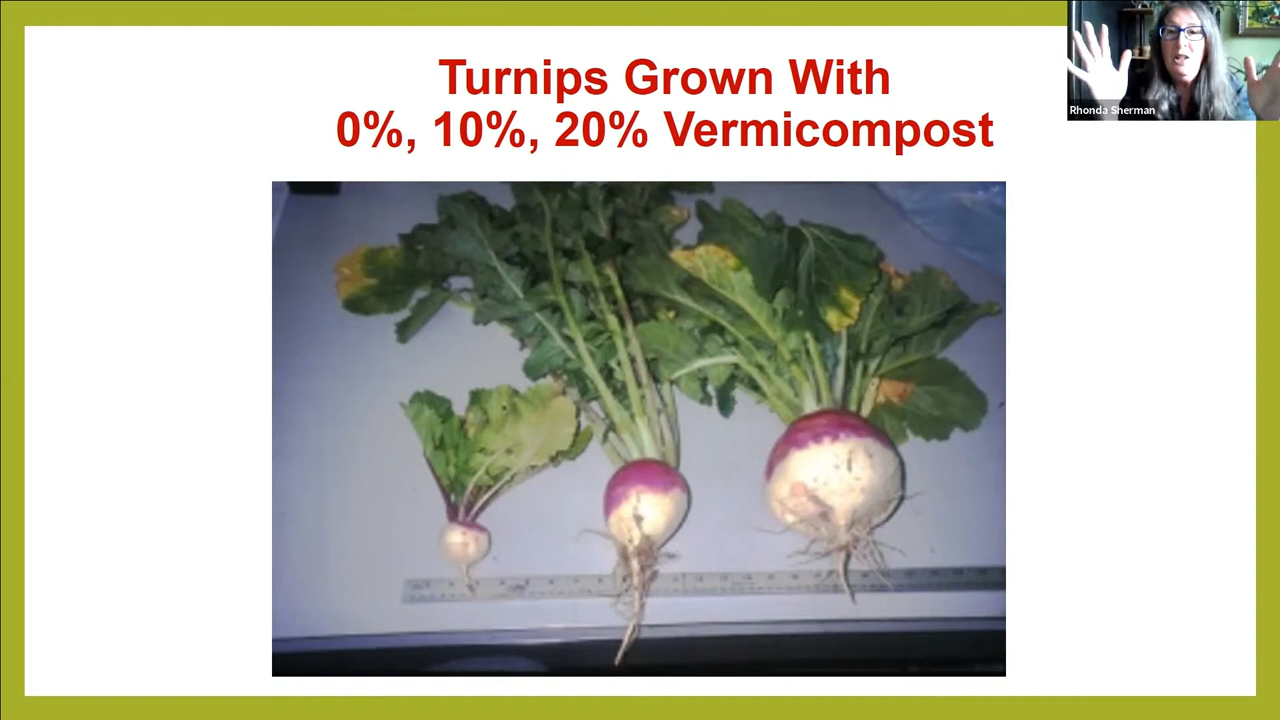 Turnips Grown With
0%, 10%, 20% Vermicompost
Rhonda Sherman